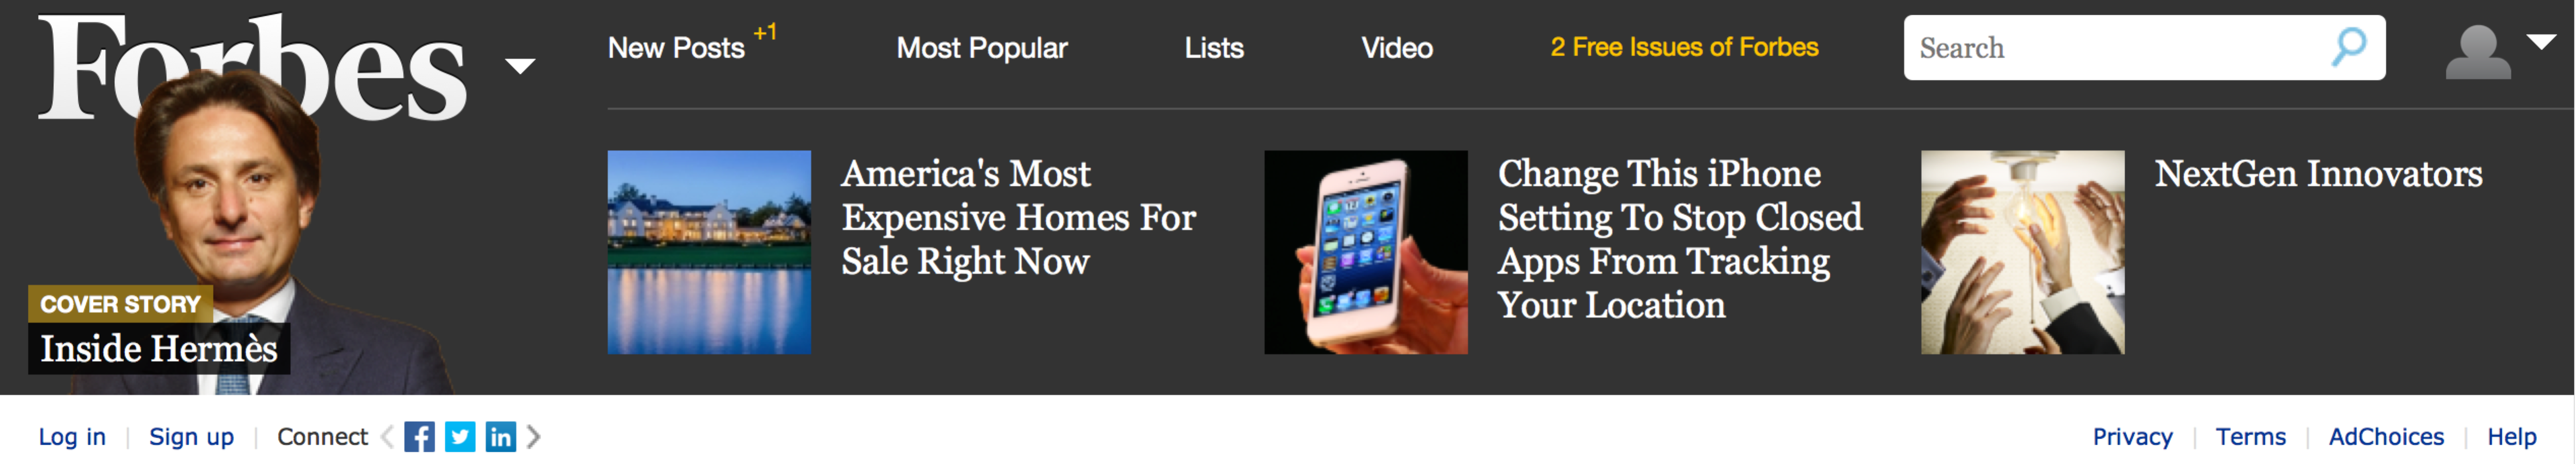 Forbes
New Posts +1
Most Popular
Lists
Video
2 Free Issues of Forbes
Search
America's Most
Expensive Homes For
Sale Right Now
Change This iPhone
Setting To Stop Closed
Apps From Tracking
Your Location
NextGen Innovators
COVER STORY
Inside Hermès
Log in
Sign up
Connect
f
in
Privacy
Terms
AdChoices
Help